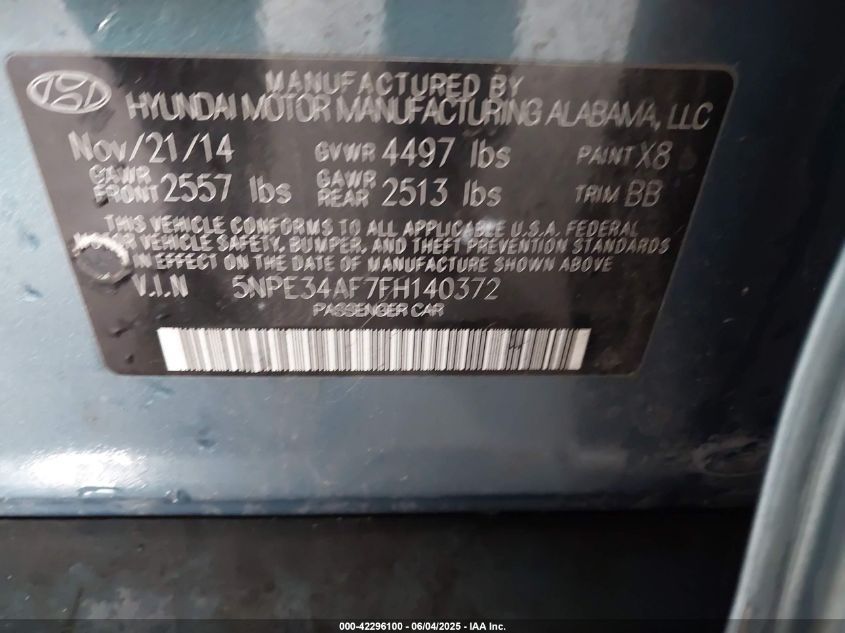 MANUFACTURED BY
HYUNDAI MOTOR MANUFACTURING ALABAMA, LLC
Nov/21/14 GVWR 4497 lbs PAINT X8
GAWR FRONT 2557 lbs GAWR REAR 2513 lbs TRIM BB
THIS VEHICLE CONFORMS TO ALL APPLICABLE U.S.A. FEDERAL
VEHICLE SAFETY, BUMPER, AND THEFT PREVENTION STANDARDS
IN EFFECT ON THE DATE OF MANUFACTURE SHOWN ABOVE
V.I.N 5NPE34AF7FH140372
PASSENGER CAR
000-42296100 - 06/04/2025 - IAA Inc.